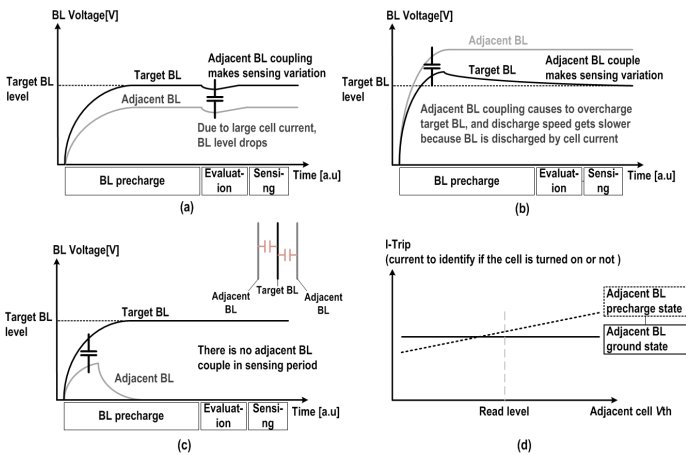 BL Voltage[V]
Adjacent BL coupling
makes sensing variation
Target BL
Target BL
level
Adjacent BL
Due to large cell current,
BL level drops
BL precharge
Evaluat-
ion
Sensi-
ng
Time [a.u]
(a)
BL Voltage[V]
Adjacent BL
Adjacent BL couple
makes sensing variation
Target BL
Target BL
level
Adjacent BL coupling causes to overcharge
target BL, and discharge speed gets slower
because BL is discharged by cell current
BL precharge
Evaluat-
ion
Sensi-
ng
Time [a.u]
(b)
BL Voltage[V]
Adjacent
BL
Target BL
Adjacent
BL
Target BL
level
Target BL
There is no adjacent BL
couple in sensing period
Adjacent BL
BL precharge
Evaluat-
ion
Sensi-
ng
Time [a.u]
(c)
I-Trip
(current to identify if the cell is turned on or not )
Adjacent BL
precharge state
Adjacent BL
ground state
Read level
Adjacent cell Vth
(d)